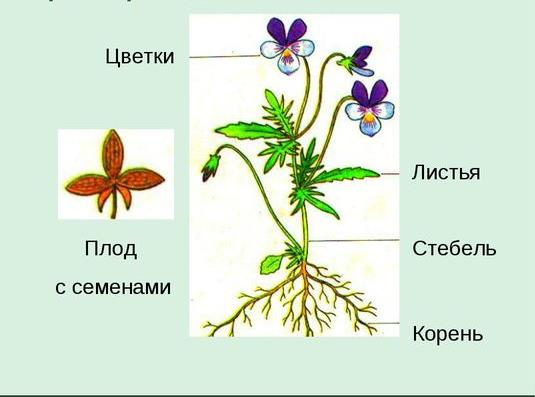 Цветки
Листья
Плод
с семенами
Стебель
Корень